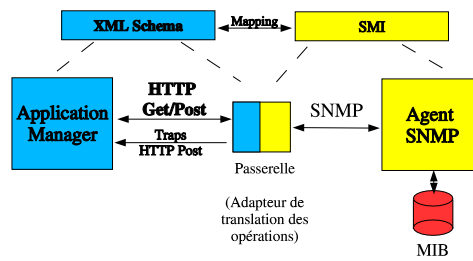 XML Schema
Mapping
SMI
Application
Manager
HTTP
Get/Post
Traps
HTTP Post
SNMP
Agent
SNMP
Passerelle
(Adapteur de
translation des
opérations)
MIB